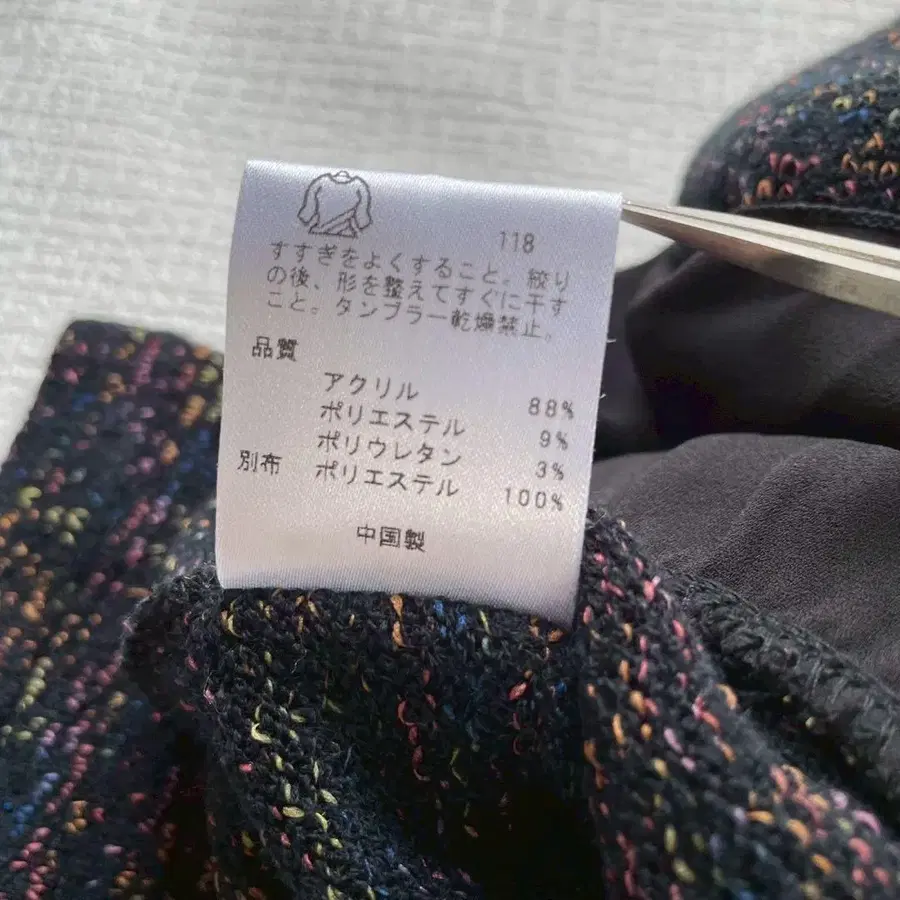 118
すすぎをよくすること。絞り
の後、形を整えてすぐに干す
こと。タンブラー乾燥禁止。
品質
アクリル 88%
ポリエステル 9%
ポリウレタン 3%
別布 ポリエステル 100%
中国製